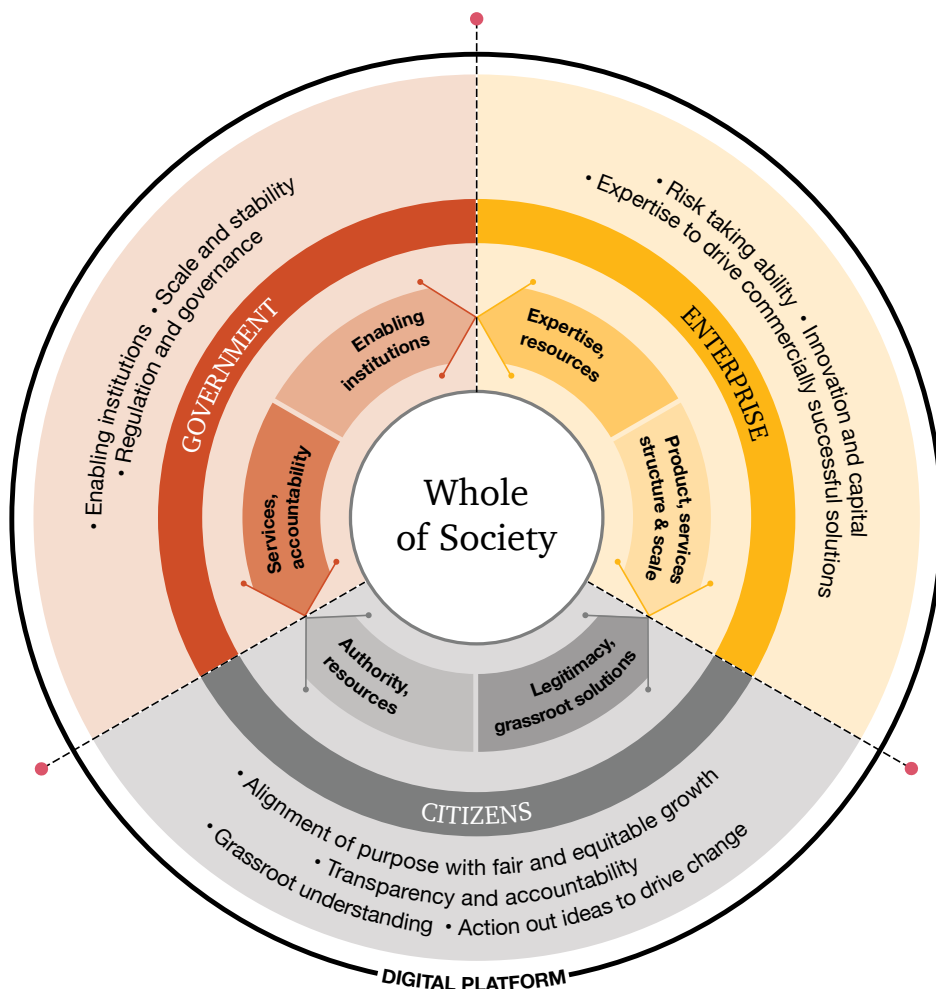 • Enabling institutions • Scale and stability
• Regulation and governance
GOVERNMENT
Enabling
institutions
Services,
accountability
• Risk taking ability • Innovation and capital
• Expertise to drive commercially successful solutions
ENTERPRISE
Expertise,
resources
Product, services
structure & scale
Whole
of Society
Authority,
resources
Legitimacy,
grassroot solutions
CITIZENS
• Alignment of purpose with fair and equitable growth
• Transparency and accountability
• Grassroot understanding • Action out ideas to drive change
DIGITAL PLATFORM